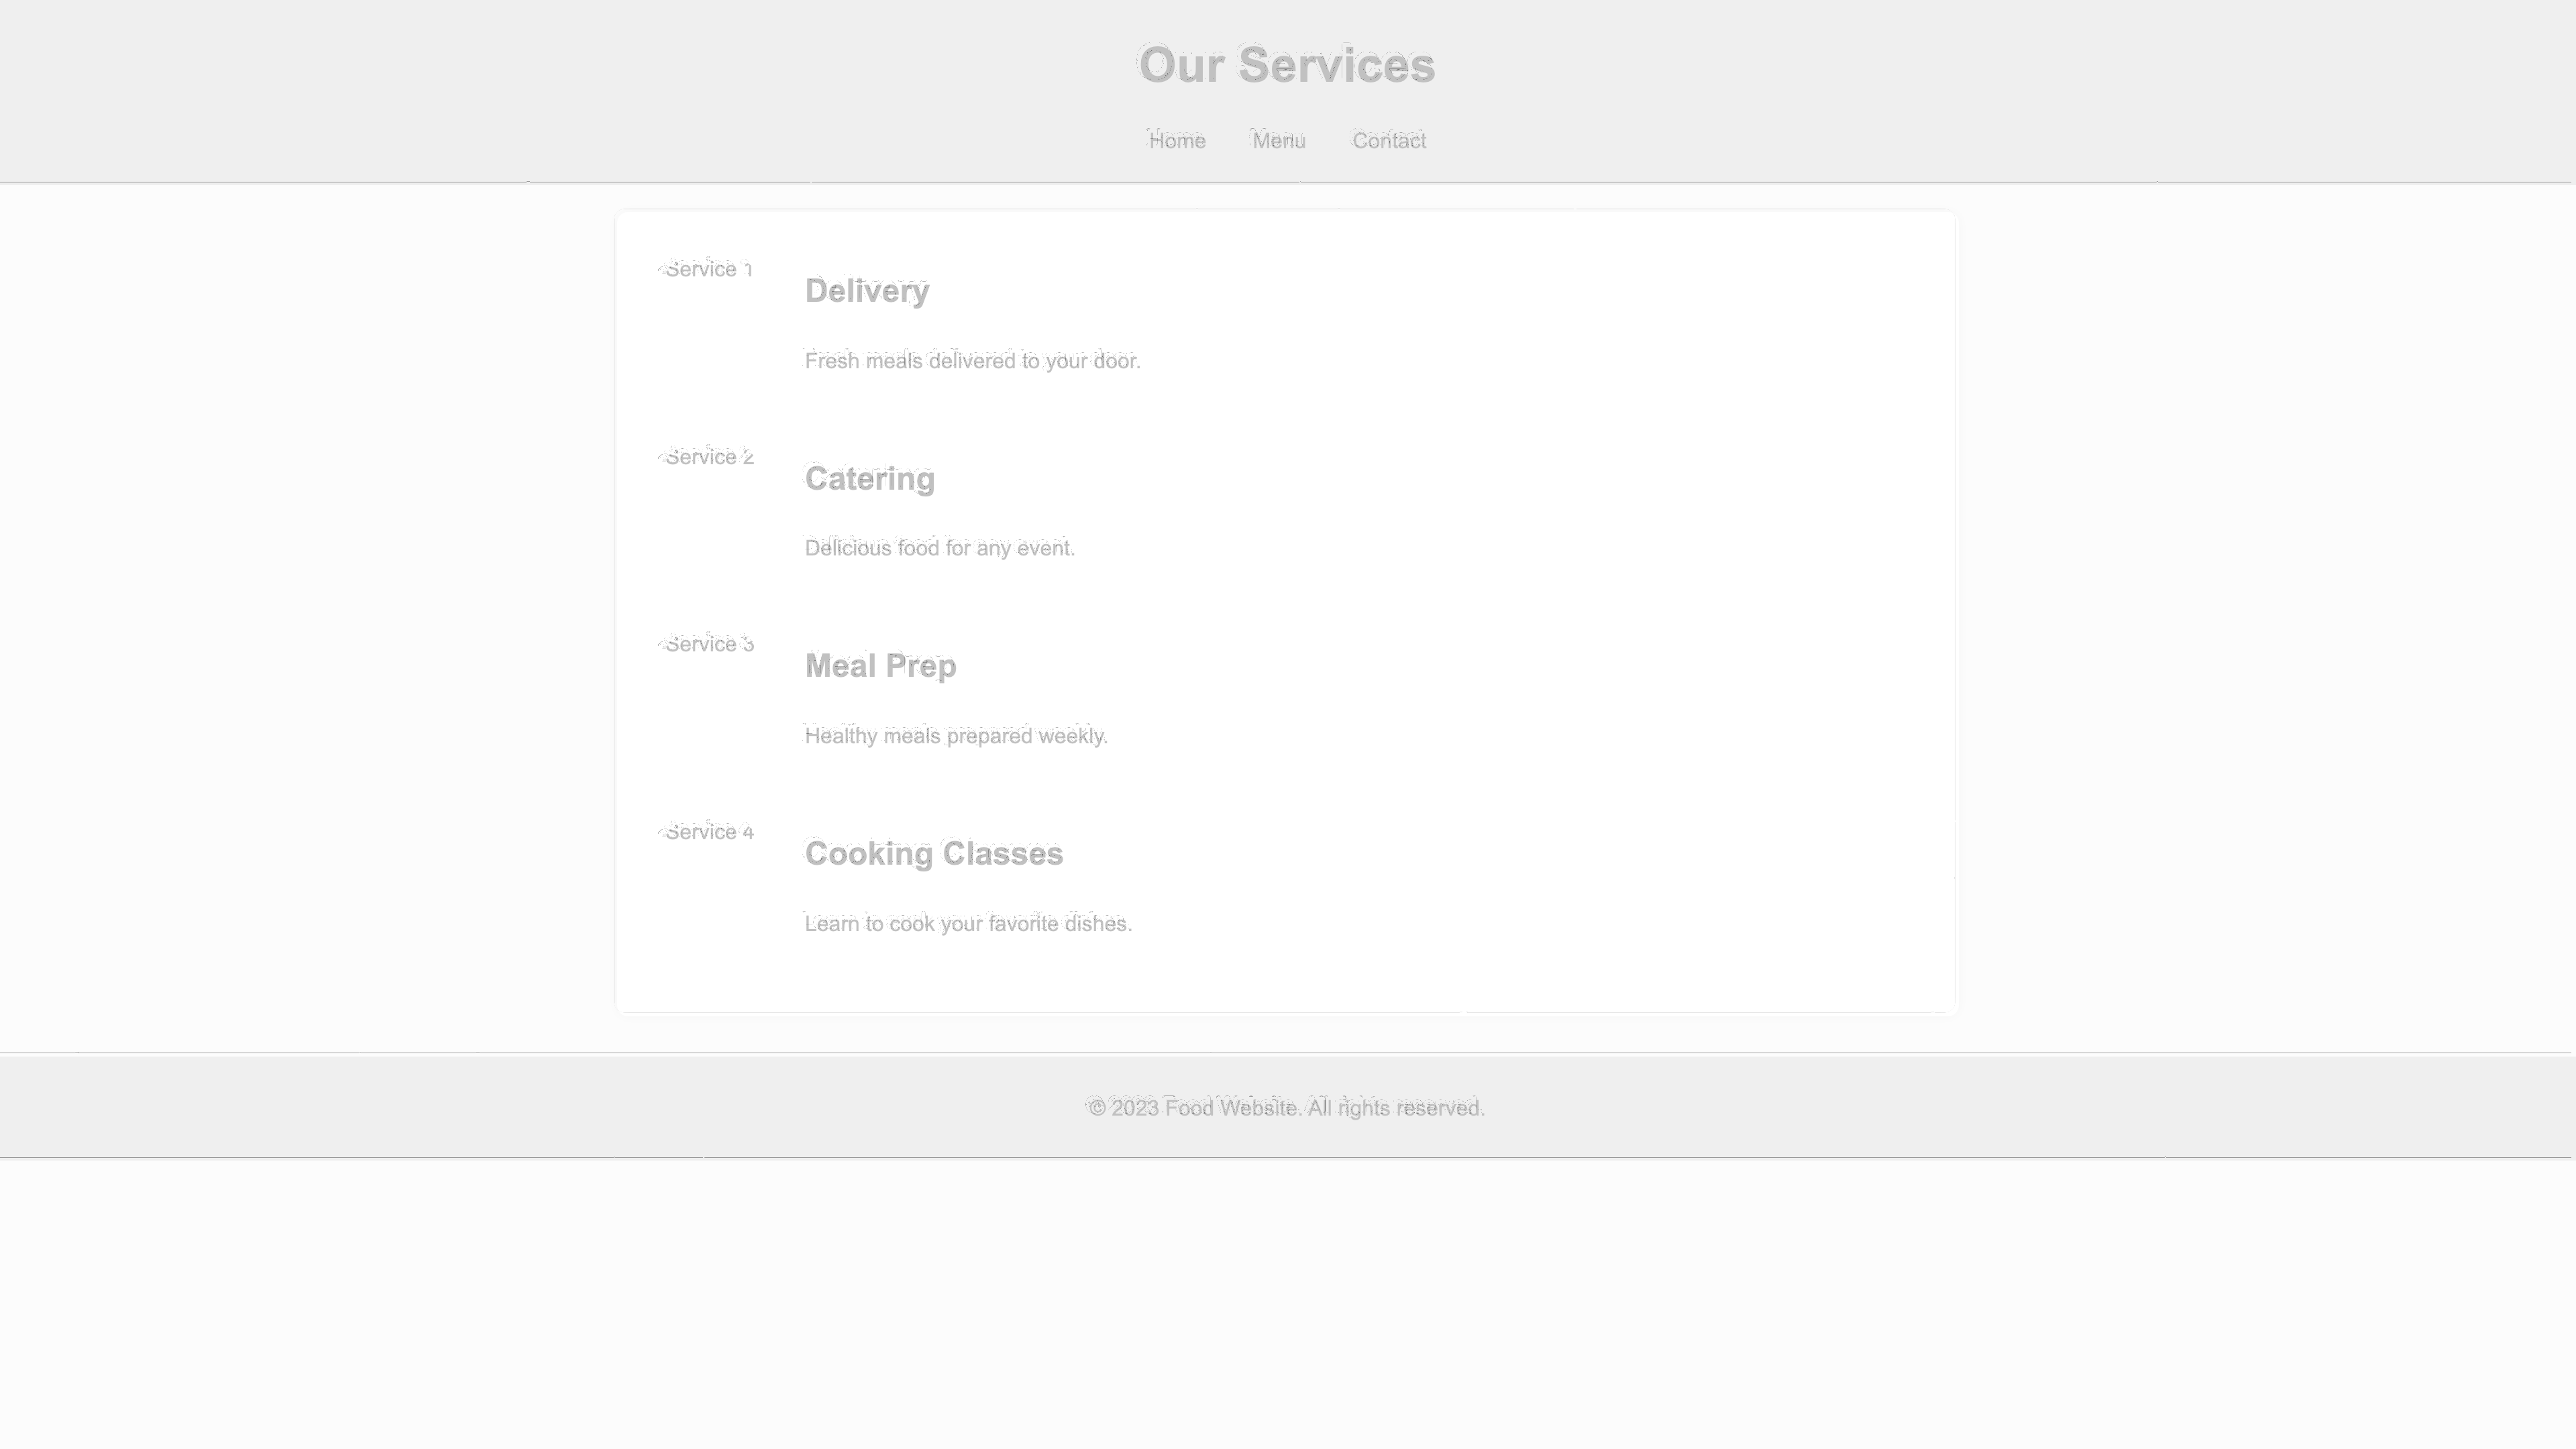 Our Services
Home Menu Contact
Service 1
Delivery
Fresh meals delivered to your door.
Service 2
Catering
Delicious food for any event.
Service 3
Meal Prep
Healthy meals prepared weekly.
Service 4
Cooking Classes
Learn to cook your favorite dishes.
© 2023 Food Website. All rights reserved.